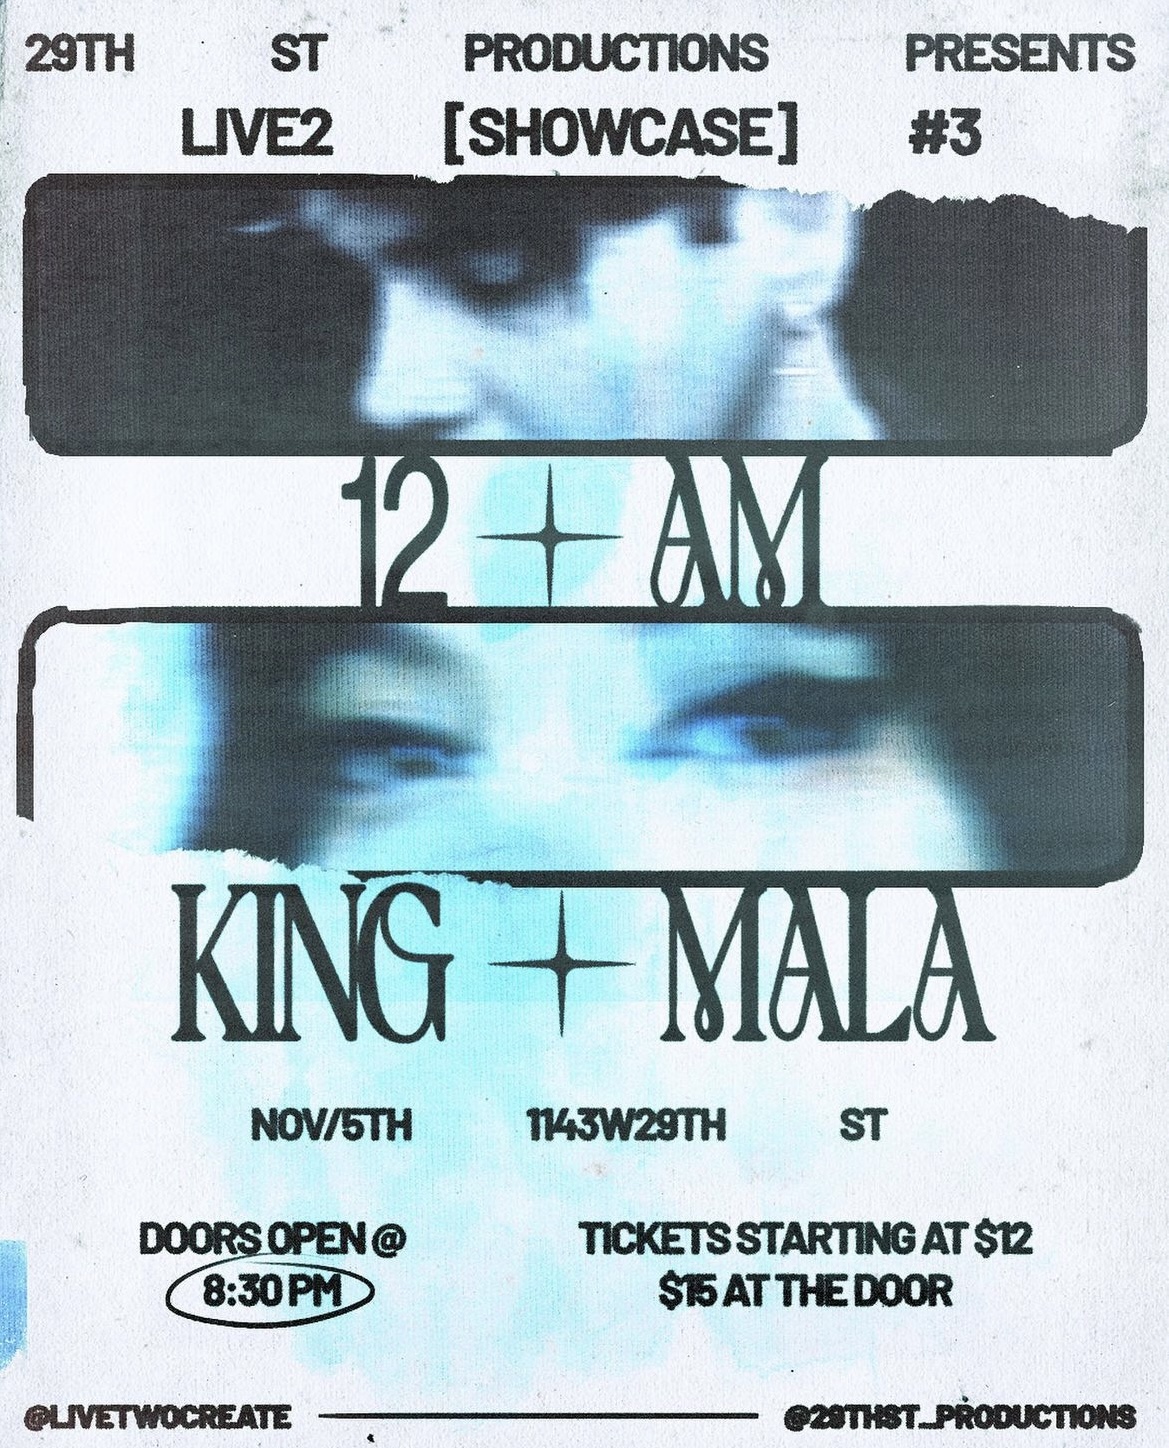 29TH ST PRODUCTIONS PRESENTS
LIVE2 [SHOWCASE] #3
12 AM
KING MALA
NOV/5TH 1143W29TH ST
DOORS OPEN @
8:30 PM
TICKETS STARTING AT $12
$15 AT THE DOOR
@LIVETWOCREATE @29THST_PRODUCTIONS